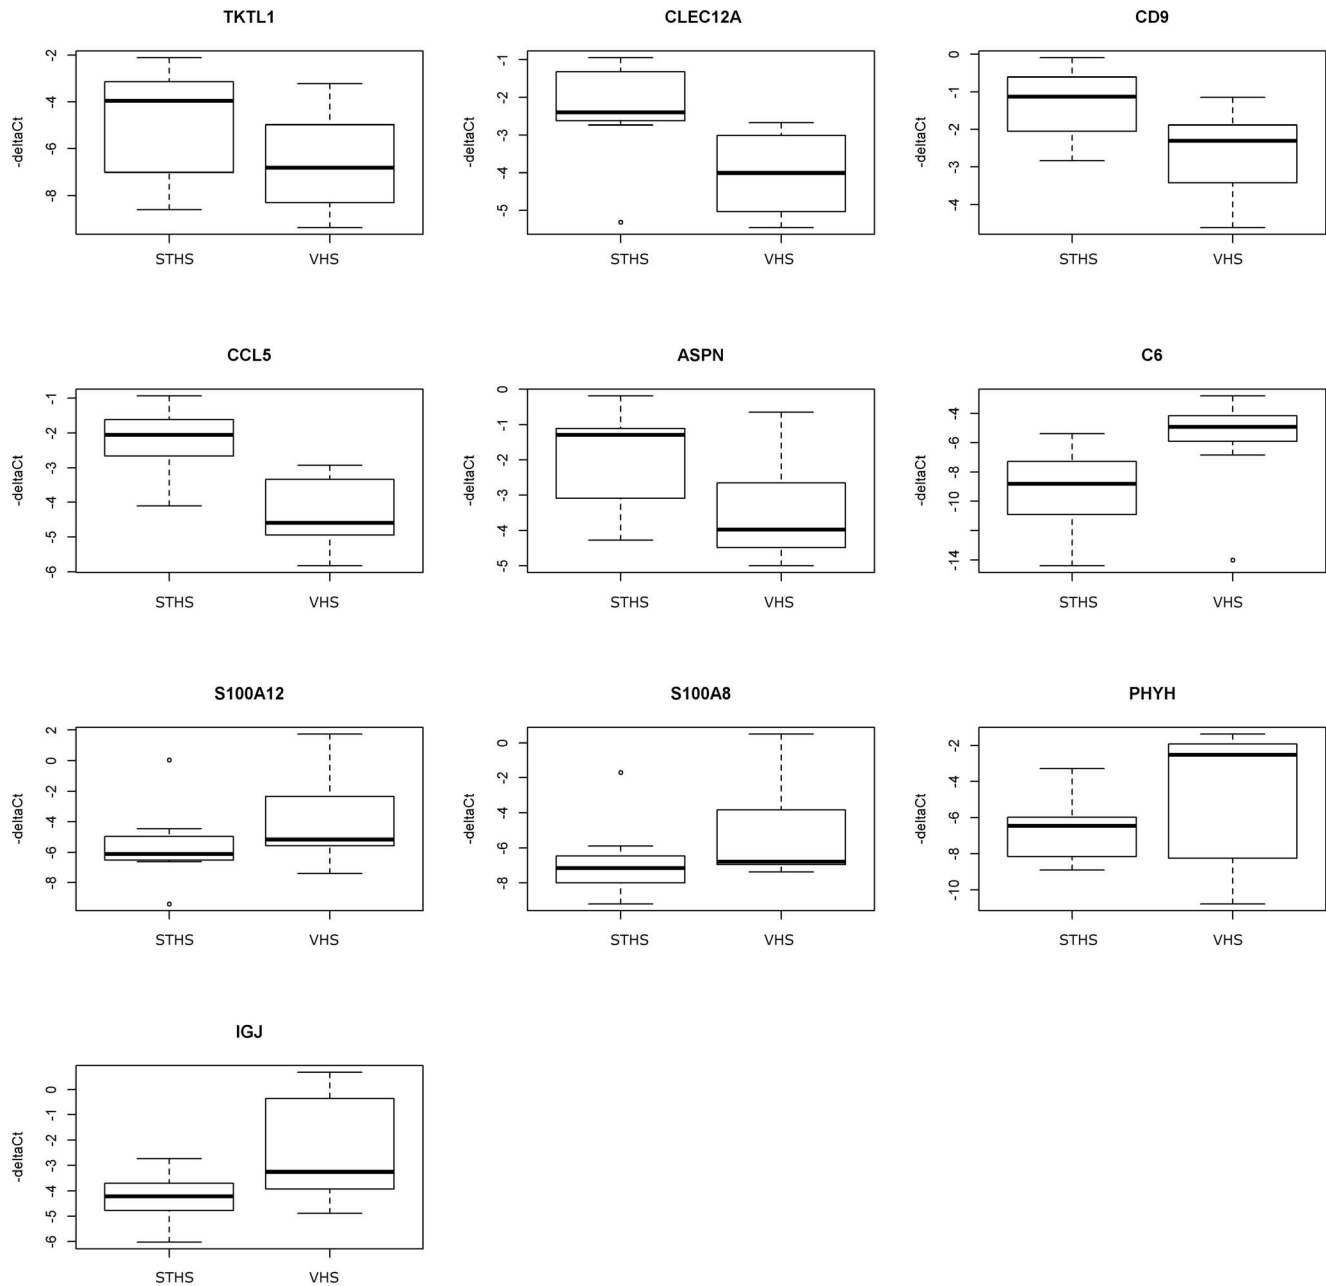 TKTL1
-deltaCt
-2
-4
-6
-8
STHS
VHS
CLEC12A
-deltaCt
-1
-2
-3
-4
-5
STHS
VHS
CD9
-deltaCt
0
-1
-2
-3
-4
STHS
VHS
CCL5
-deltaCt
-1
-2
-3
-4
-5
-6
STHS
VHS
ASPN
-deltaCt
0
-1
-2
-3
-4
-5
STHS
VHS
C6
-deltaCt
-4
-6
-8
-10
-14
STHS
VHS
S100A12
-deltaCt
2
0
-2
-4
-6
-8
STHS
VHS
S100A8
-deltaCt
0
-2
-4
-6
-8
STHS
VHS
PHYH
-deltaCt
-2
-4
-6
-8
-10
STHS
VHS
IGJ
-deltaCt
0
-1
-2
-3
-4
-5
-6
STHS
VHS